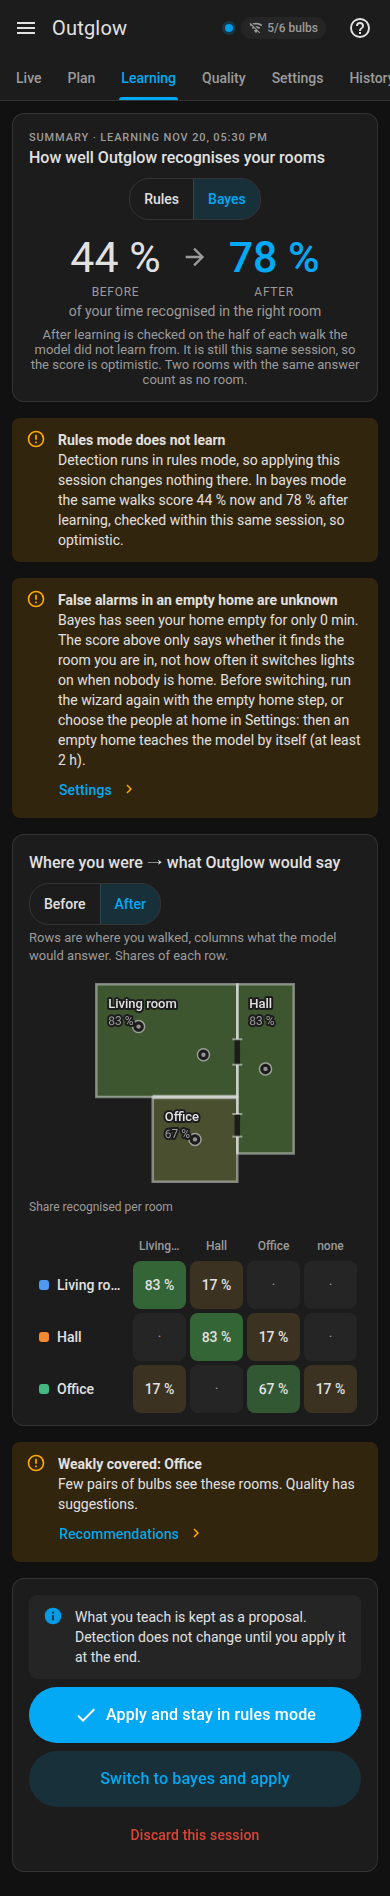 Outglow
5/6 bulbs
Live Plan Learning Quality Settings History
SUMMARY · LEARNING NOV 20, 05:30 PM
How well Outglow recognises your rooms
Rules Bayes
44 % → 78 %
BEFORE AFTER
of your time recognised in the right room
After learning is checked on the half of each walk the
model did not learn from. It is still this same session, so
the score is optimistic. Two rooms with the same answer
count as no room.
Rules mode does not learn
Detection runs in rules mode, so applying this
session changes nothing there. In bayes mode
the same walks score 44 % now and 78 % after
learning, checked within this same session, so
optimistic.
False alarms in an empty home are unknown
Bayes has seen your home empty for only 0 min.
The score above only says whether it finds the
room you are in, not how often it switches lights
on when nobody is home. Before switching, run
the wizard again with the empty home step, or
choose the people at home in Settings: then an
empty home teaches the model by itself (at least
2 h).
Settings
Where you were → what Outglow would say
Before After
Rows are where you walked, columns what the model
would answer. Shares of each row.
Living room Hall
83 % 83 %
Office
67 %
Share recognised per room
Living... Hall Office none
Living ro... 83 % 17 % · ·
Hall · 83 % 17 % ·
Office 17 % · 67 % 17 %
Weakly covered: Office
Few pairs of bulbs see these rooms. Quality has
suggestions.
Recommendations
What you teach is kept as a proposal.
Detection does not change until you apply it
at the end.
Apply and stay in rules mode
Switch to bayes and apply
Discard this session